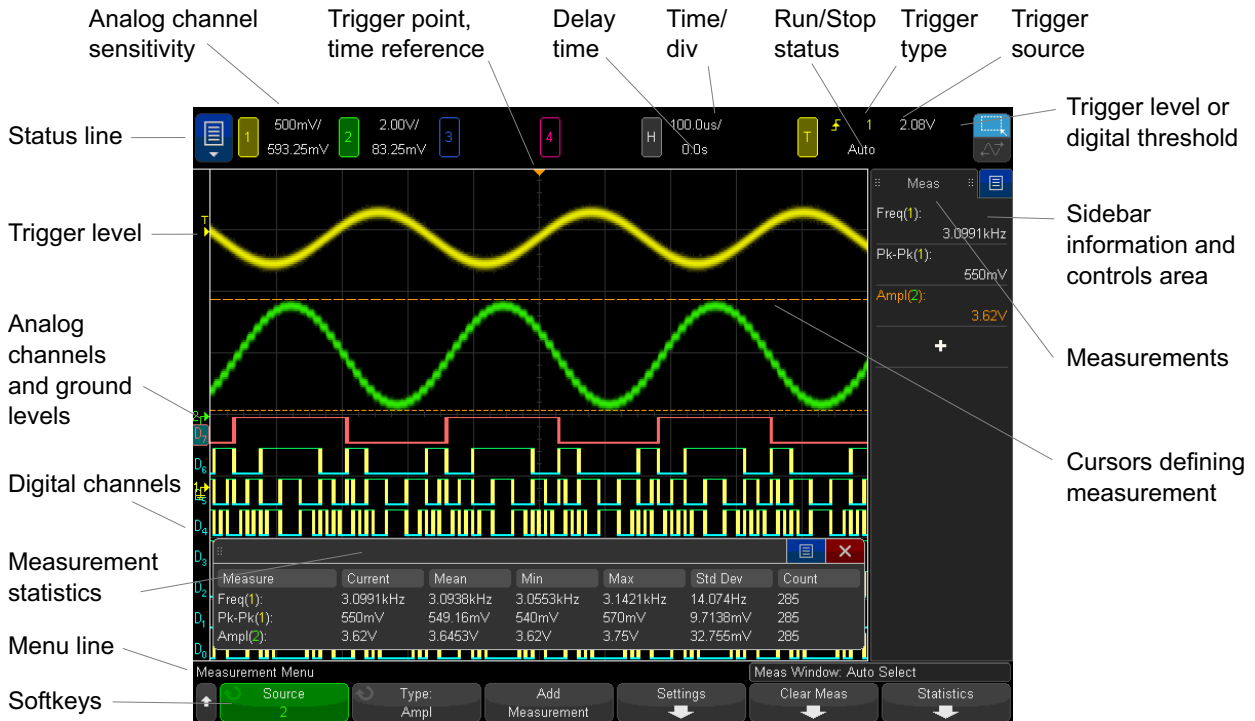 Analog channel
sensitivity
Trigger point,
time reference
Delay
time
Time/
div
Run/Stop
status
Trigger
type
Trigger
source
Trigger level or
digital threshold
Status line
1
500mV/
593.25mV
2
2.00V/
83.25mV
3
4
H
100.0us/
0.0s
T
1
2.08V
Auto
Trigger level
T
Meas
Freq(1):
3.0991kHz
Pk-Pk(1):
550mV
Ampl(2):
3.62V
+
Sidebar
information and
controls area
Measurements
Cursors defining
measurement
Analog
channels
and ground
levels
2
D7
D6
1
5
D4
D3
D2
D1
D0
Digital channels
Measurement
statistics
Measure Current Mean Min Max Std Dev Count
Freq(1): 3.0991kHz 3.0938kHz 3.0553kHz 3.1421kHz 14.074Hz 285
Pk-Pk(1): 550mV 549.16mV 540mV 570mV 9.7138mV 285
Ampl(2): 3.62V 3.6453V 3.62V 3.75V 32.755mV 285
Menu line
Measurement Menu
Meas Window: Auto Select
Softkeys
Source
2
Type:
Ampl
Add
Measurement
Settings
Clear Meas
Statistics